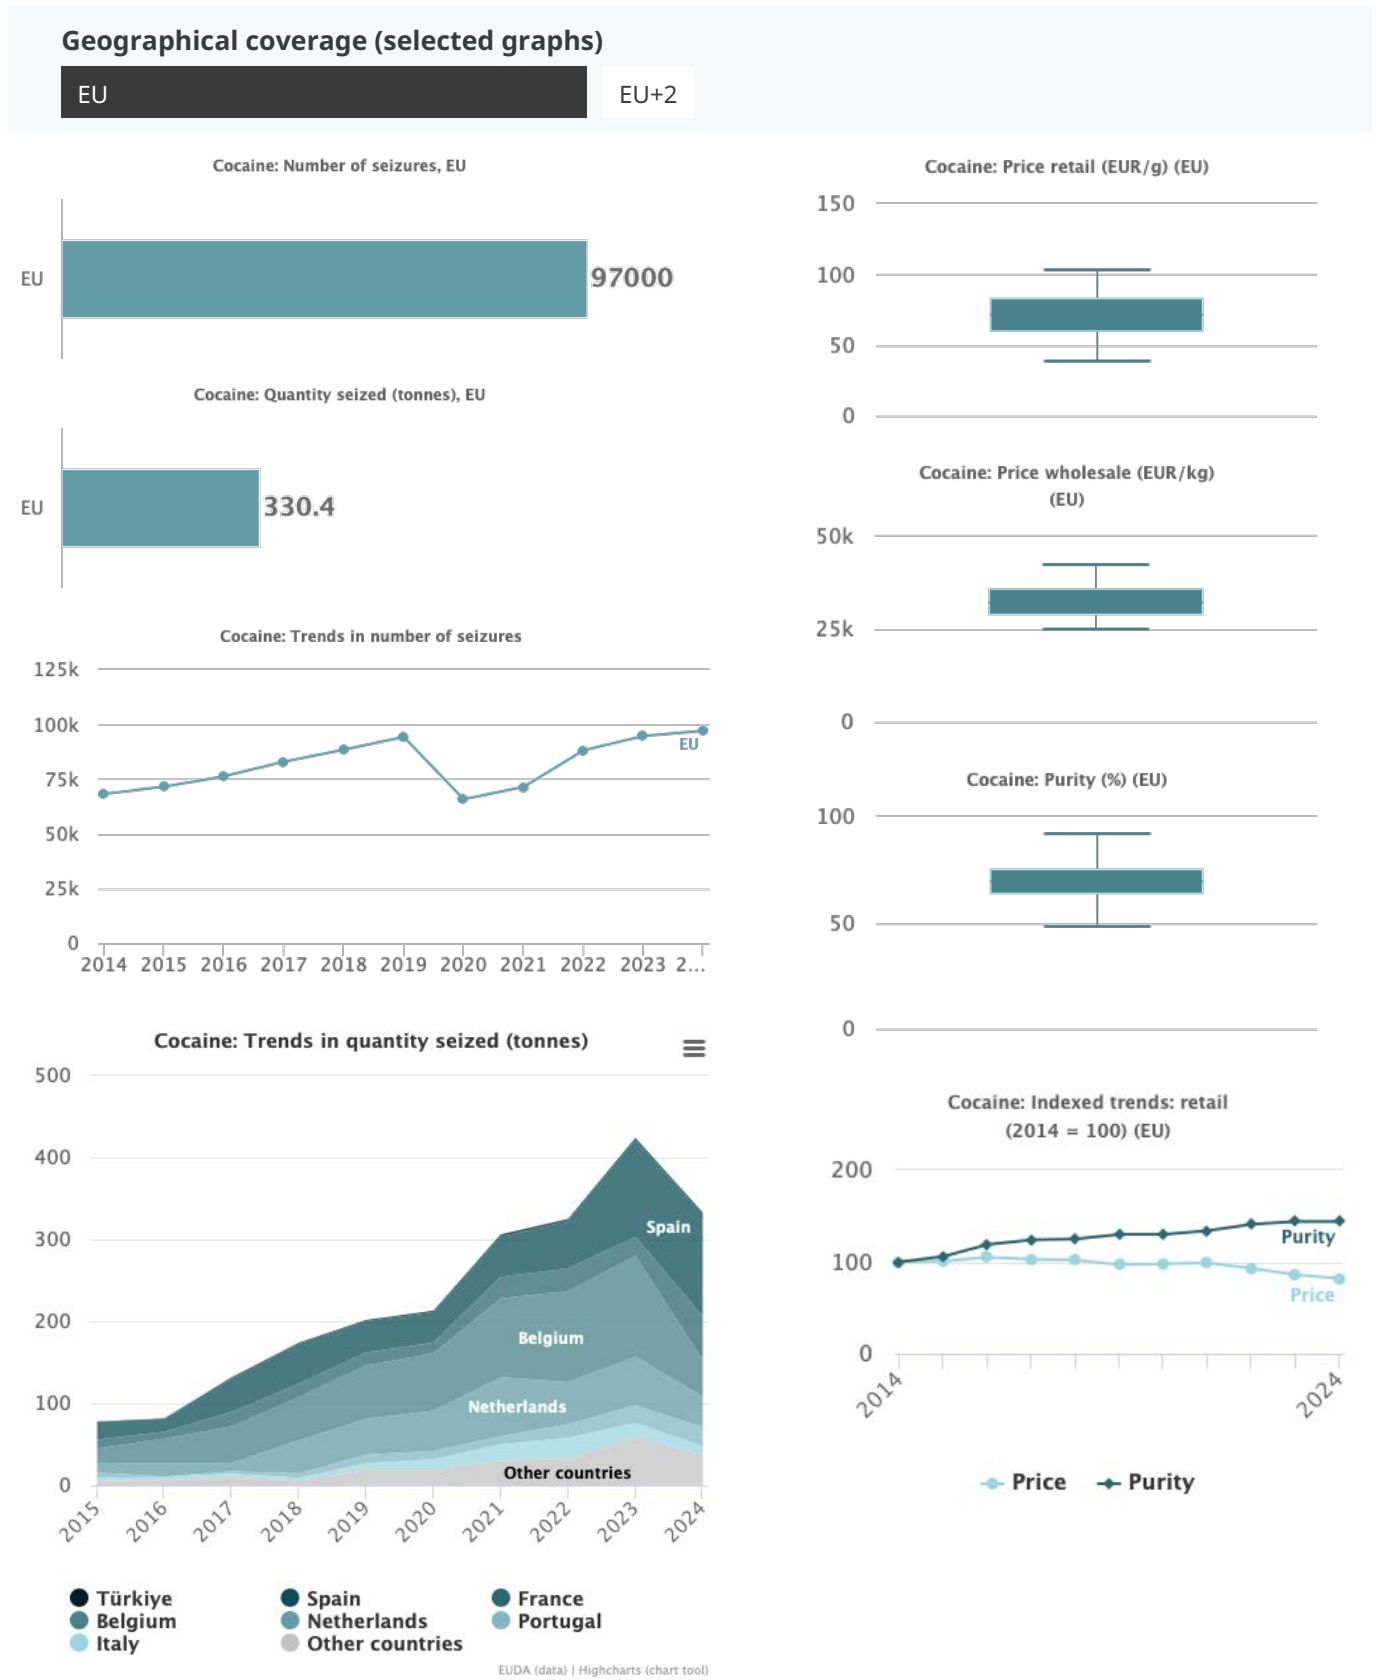 Geographical coverage (selected graphs)
EU
EU+2
Cocaine: Number of seizures, EU
EU
97000
Cocaine: Quantity seized (tonnes), EU
EU
330.4
Cocaine: Trends in number of seizures
125k
100k
75k
50k
25k
0
EU
2014 2015 2016 2017 2018 2019 2020 2021 2022 2023 2...
Cocaine: Trends in quantity seized (tonnes)
500
400
300
200
100
0
Spain
Belgium
Netherlands
Other countries
2015 2016 2017 2018 2019 2020 2021 2022 2023 2024
Türkiye Spain France
Belgium Netherlands Portugal
Italy Other countries
EUDA (data) | Highcharts (chart tool)
Cocaine: Price retail (EUR/g) (EU)
150
100
50
0
Cocaine: Price wholesale (EUR/kg)
(EU)
50k
25k
0
Cocaine: Purity (%) (EU)
100
50
0
Cocaine: Indexed trends: retail
(2014 = 100) (EU)
200
100
0
Purity
Price
2014 2024
Price Purity